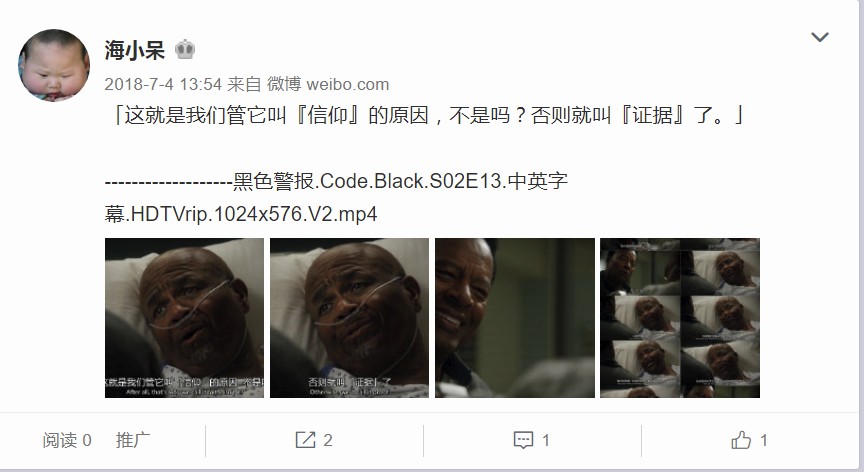 海小呆
2018-7-4 13:54 来自 微博 weibo.com
「这就是我们管它叫『信仰』的原因，不是吗？否则就叫『证据』了。」
-------------------黑色警报.Code.Black.S02E13.中英字
幕.HDTVrip.1024x576.V2.mp4
这就是我们管它叫『信仰』的原因 不是吗
After all, that's
否则就叫『证据』了
阅读 0 推广 2 1 1